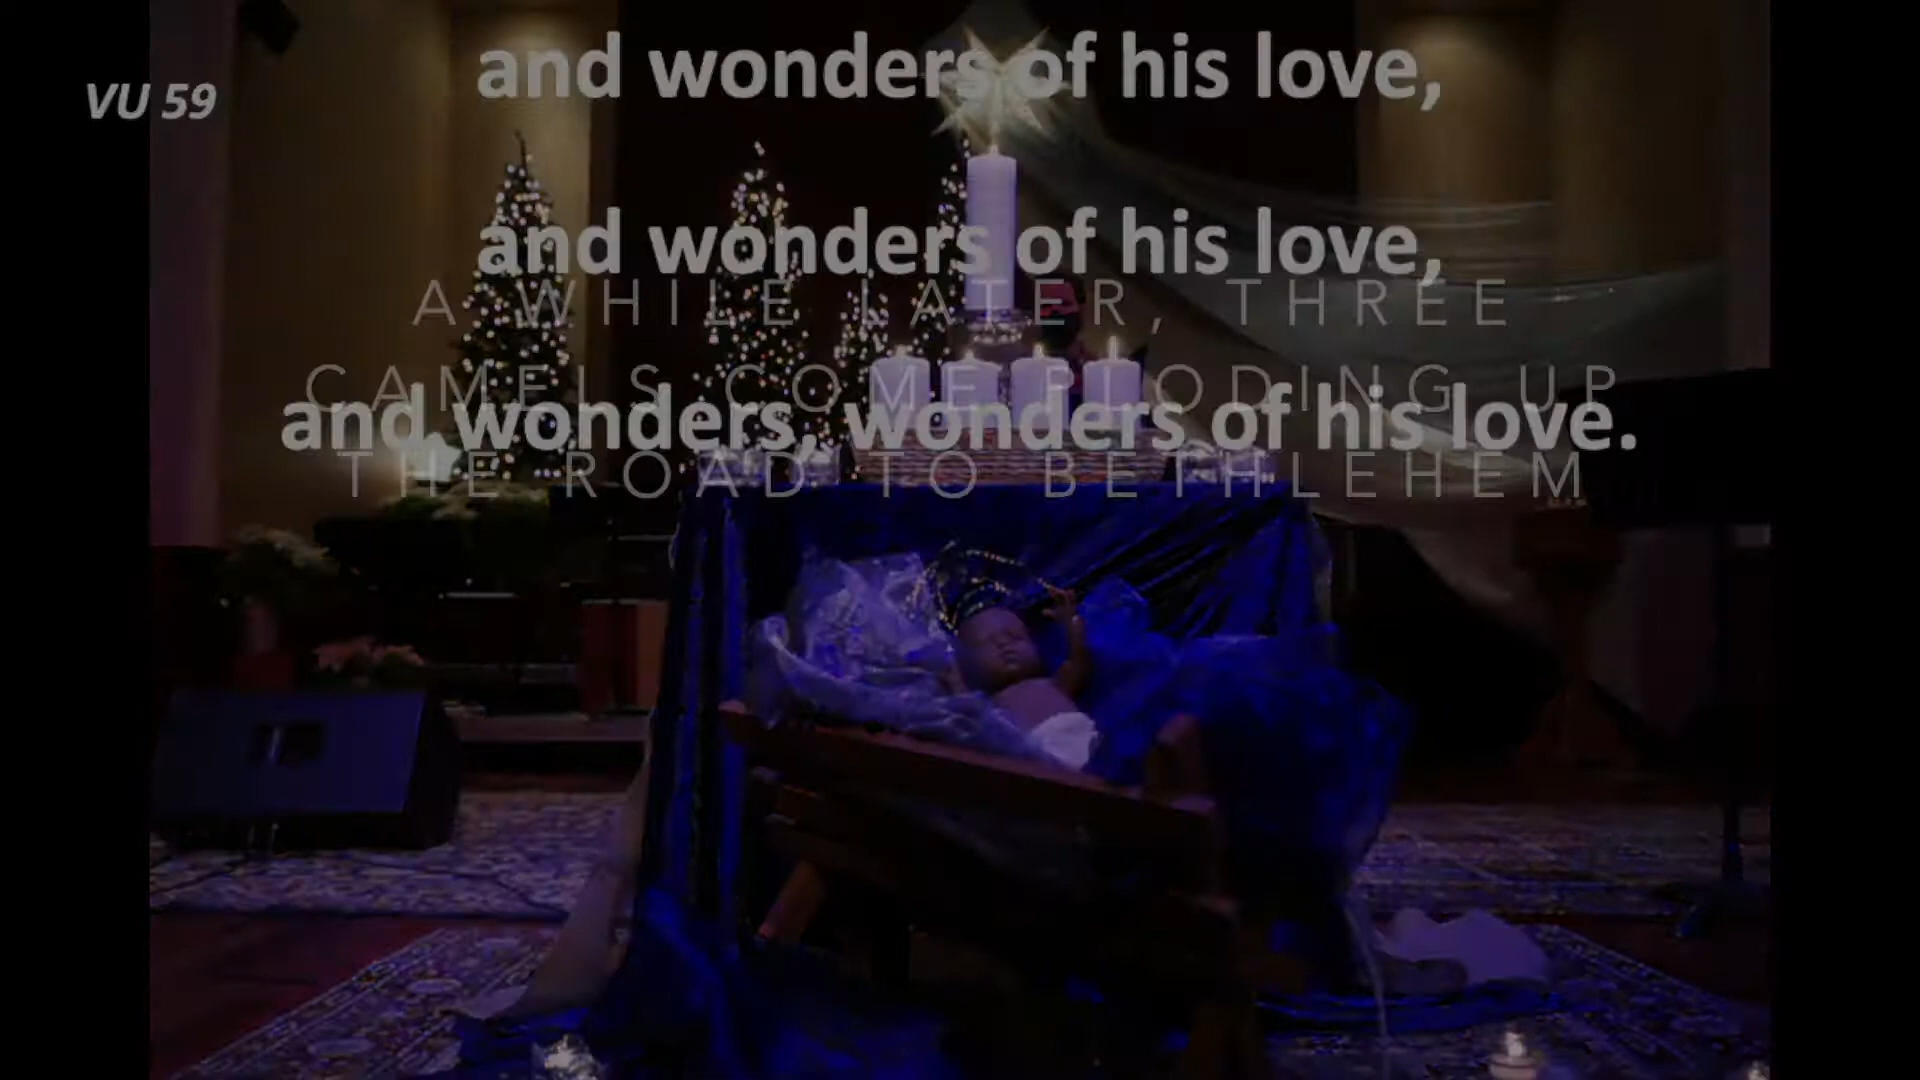 and wonders of his love,
VU 59
and wonders of his love,
A WHILE LATER, THREE
CAMELS COME PLODING UP
and wonders, wonders of his love.
THE ROAD TO BETHLEHEM